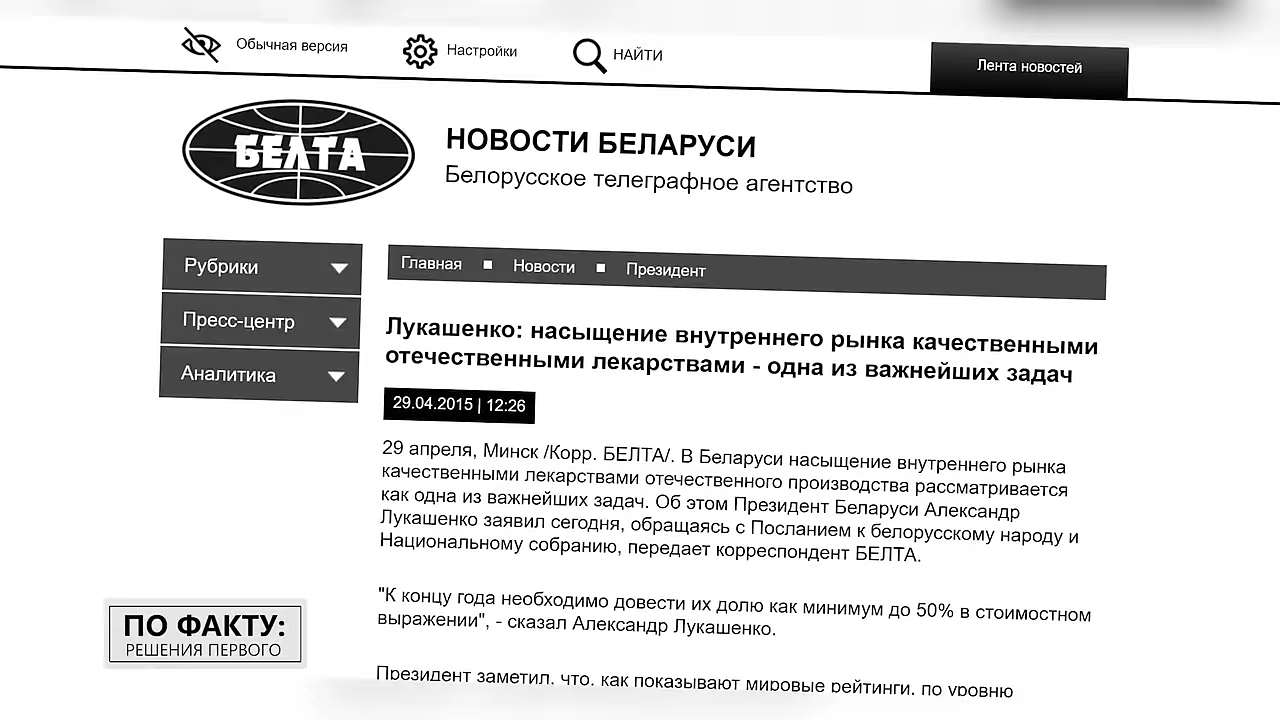 Обычная версия
Настройки
НАЙТИ
Лента новостей
БЕЛТА
НОВОСТИ БЕЛАРУСИ
Белорусское телеграфное агентство
Рубрики
Пресс-центр
Аналитика
Главная ▪ Новости ▪ Президент
Лукашенко: насыщение внутреннего рынка качественными
отечественными лекарствами - одна из важнейших задач
29.04.2015 | 12:26
29 апреля, Минск /Корр. БЕЛТА/. В Беларуси насыщение внутреннего рынка
качественными лекарствами отечественного производства рассматривается
как одна из важнейших задач. Об этом Президент Беларуси Александр
Лукашенко заявил сегодня, обращаясь с Посланием к белорусскому народу и
Национальному собранию, передает корреспондент БЕЛТА.
"К концу года необходимо довести их долю как минимум до 50% в стоимостном
выражении", - сказал Александр Лукашенко.
Президент заметил, что, как показывают мировые рейтинги, по уровню
ПО ФАКТУ:
РЕШЕНИЯ ПЕРВОГО